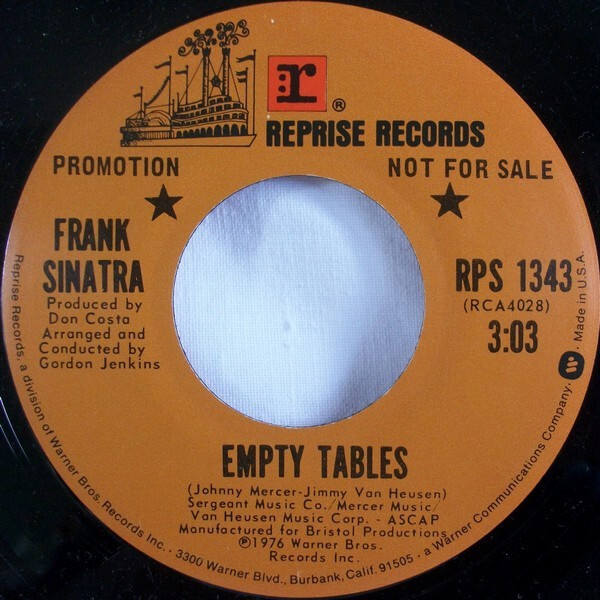 r
®
REPRISE RECORDS
PROMOTION
NOT FOR SALE
FRANK
SINATRA
Produced by
Don Costa
Arranged and
Conducted by
Gordon Jenkins
RPS 1343
(RCA4028)
3:03
EMPTY TABLES
(Johnny Mercer-Jimmy Van Heusen)
Sergeant Music Co./Mercer Music/
Van Heusen Music Corp. - ASCAP
Manufactured for Bristol Productions
℗1976 Warner Bros.
Records Inc.
Reprise Records, a division of Warner Bros. Records Inc. · 3300 Warner Blvd., Burbank, Calif. 91505 · a Warner Communications Company. · Made in U.S.A.